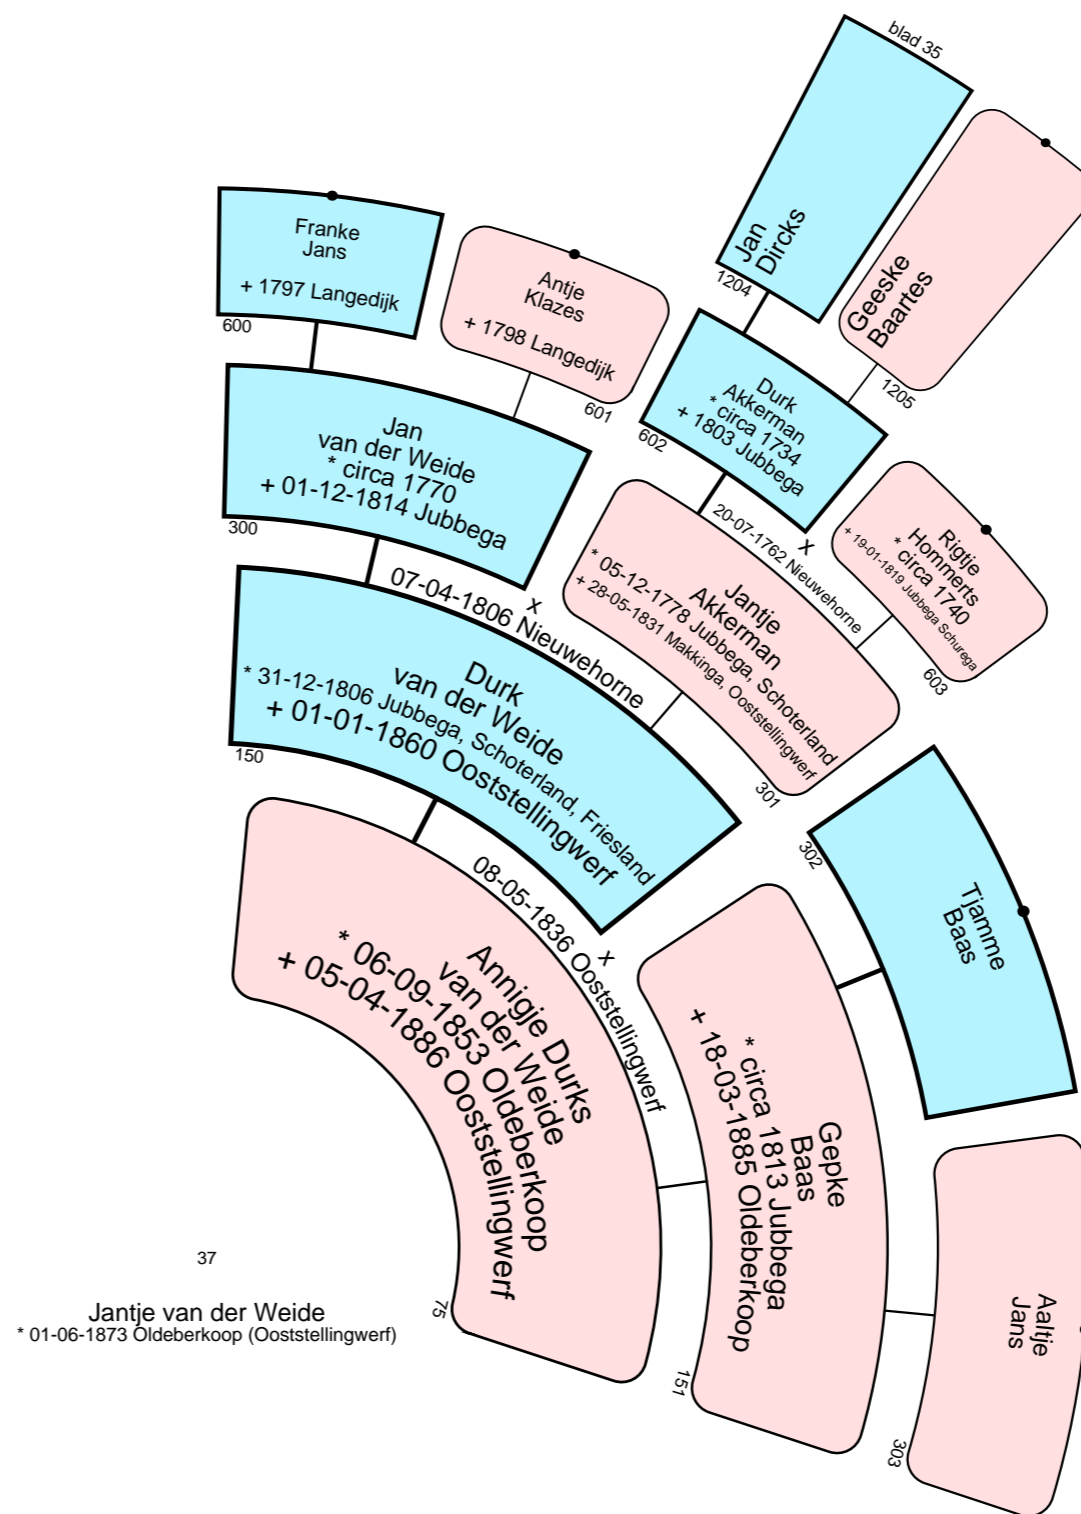 blad 35
Jan
Dircks
1204
Geeske
Baartes
1205
Franke
Jans
+ 1797 Langedijk
600
Antje
Klazes
+ 1798 Langedijk
601
Durk
Akkerman
* circa 1734
+ 1803 Jubbega
602
20-07-1762 Nieuwehorne
x
Rigtje
Hommerts
* circa 1740
+ 19-01-1819 Jubbega Schurega
603
Jan
van der Weide
* circa 1770
+ 01-12-1814 Jubbega
300
07-04-1806 Nieuwehorne
x
Jantje
Akkerman
* 05-12-1778 Jubbega, Schoterland
+ 28-05-1831 Makkinga, Ooststellingwerf
301
Tjamme
Baas
302
Aaltje
Jans
303
Durk
van der Weide
* 31-12-1806 Jubbega, Schoterland, Friesland
+ 01-01-1860 Ooststellingwerf
150
08-05-1836 Ooststellingwerf
x
Gepke
Baas
* circa 1813 Jubbega
+ 18-03-1885 Oldeberkoop
151
Annigje Durks
van der Weide
* 06-09-1853 Oldeberkoop
+ 05-04-1886 Ooststellingwerf
75
37
Jantje van der Weide
* 01-06-1873 Oldeberkoop (Ooststellingwerf)